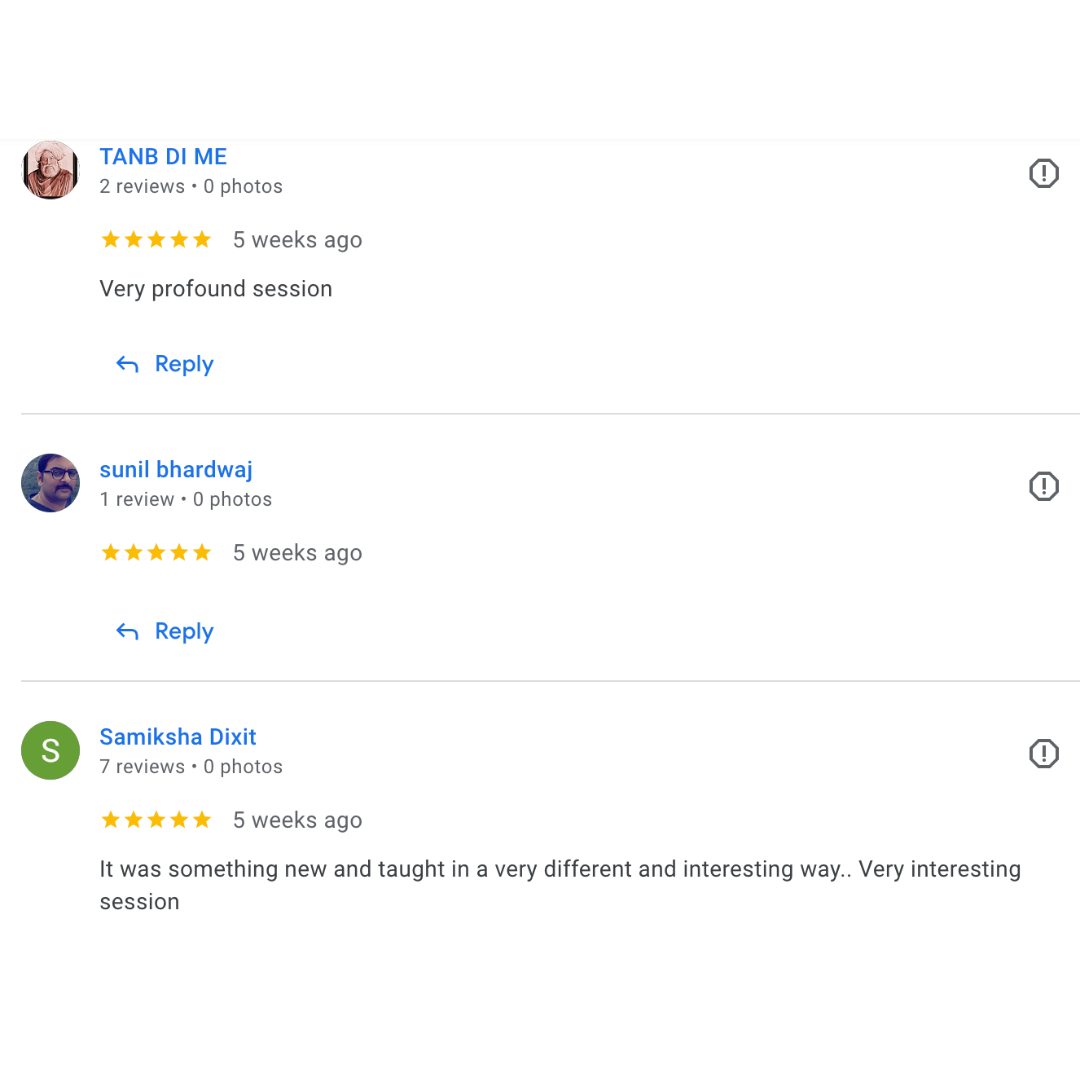 TANB DI ME
2 reviews • 0 photos
5 weeks ago
Very profound session
Reply
sunil bhardwaj
1 review • 0 photos
5 weeks ago
Reply
S
Samiksha Dixit
7 reviews • 0 photos
5 weeks ago
It was something new and taught in a very different and interesting way.. Very interesting
session